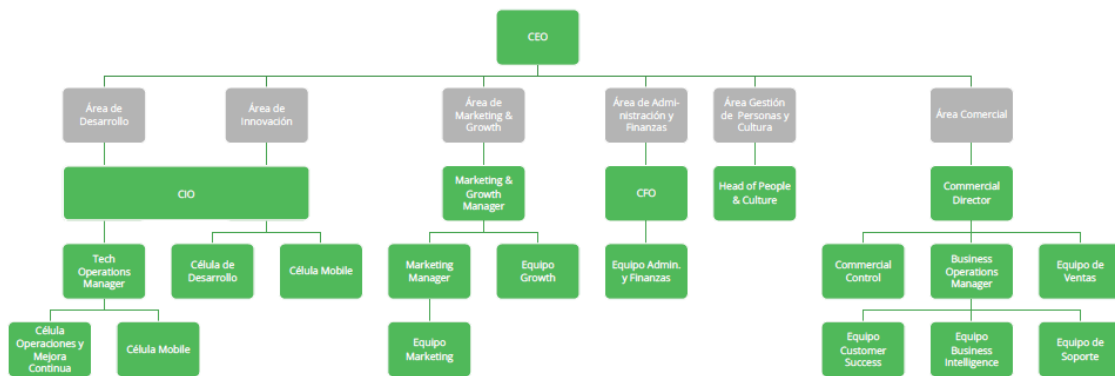 CEO
Área de
Desarrollo
Área de
Innovación
Área de
Marketing &
Growth
Área de Admi-
nistración y
Finanzas
Área Gestión
de Personas y
Cultura
Área Comercial
CIO
Marketing &
Growth
Manager
CFO
Head of People
& Culture
Commercial
Director
Tech
Operations
Manager
Célula de
Desarrollo
Célula Mobile
Marketing
Manager
Equipo
Growth
Equipo Admin.
y Finanzas
Commercial
Control
Business
Operations
Manager
Equipo de
Ventas
Célula
Operaciones y
Mejora
Continua
Célula Mobile
Equipo
Marketing
Equipo
Customer
Success
Equipo
Business
Intelligence
Equipo de
Soporte